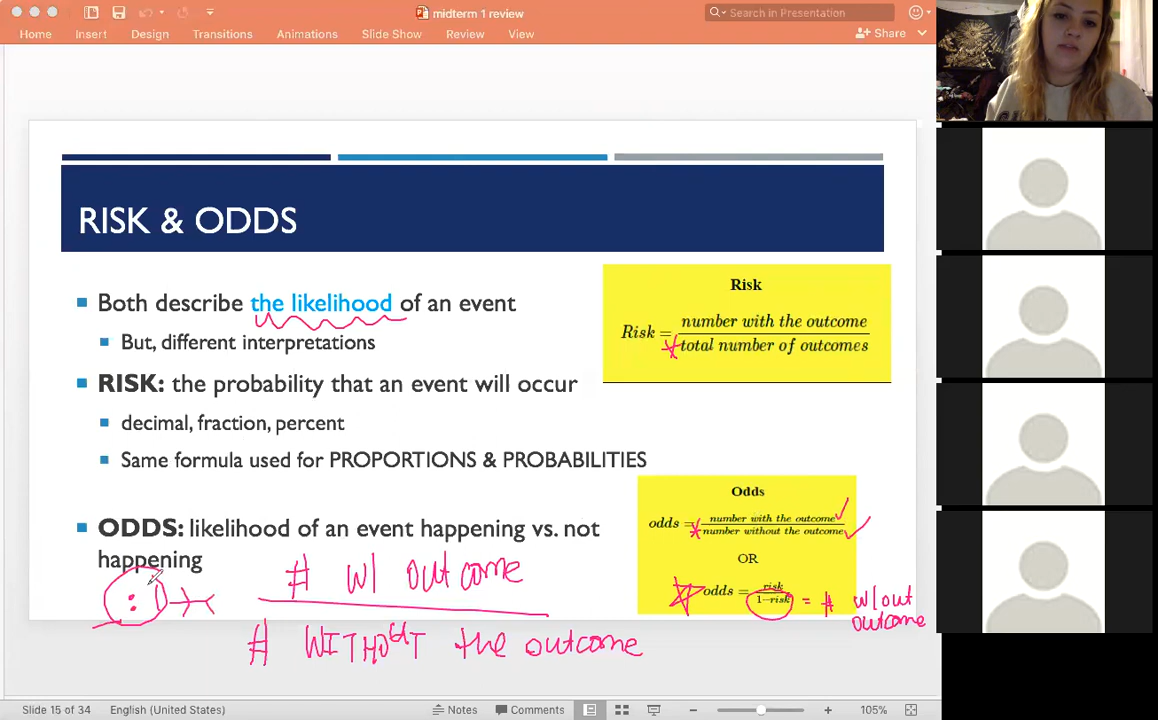 midterm 1 review
Search in Presentation
Home Insert Design Transitions Animations Slide Show Review View
Share
RISK & ODDS
Both describe the likelihood of an event
But, different interpretations
RISK: the probability that an event will occur
decimal, fraction, percent
Same formula used for PROPORTIONS & PROBABILITIES
ODDS: likelihood of an event happening vs. not
happening
Risk
Risk = number with the outcome
total number of outcomes
Odds
odds = number with the outcome
number without the outcome
OR
odds = risk
1−risk = # w/out
outcome
# w/ outcome
# WITHOUT the outcome
Slide 15 of 34 English (United States) Notes Comments 105%